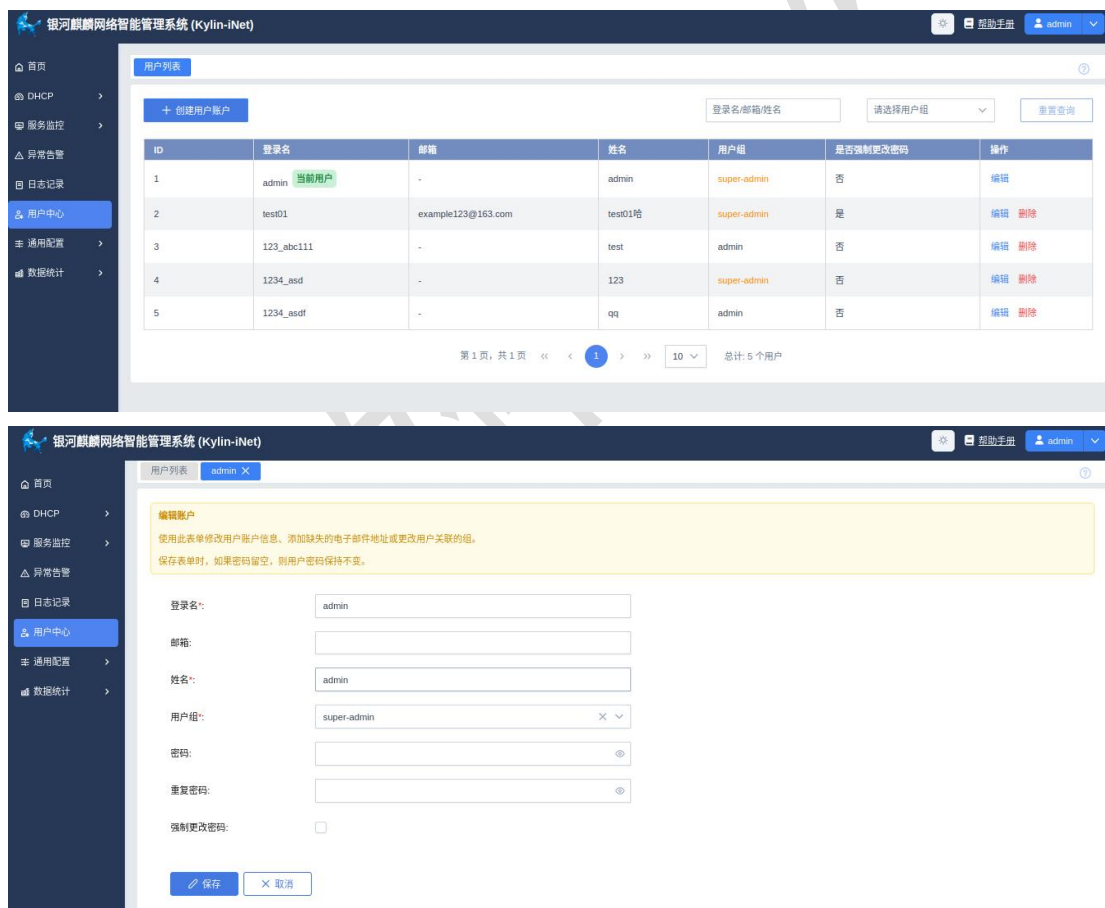 银河麒麟网络智能管理系统 (Kylin-iNet) 帮助手册 admin
首页
DHCP
服务监控
异常告警
日志记录
用户中心
通用配置
数据统计
用户列表
+ 创建用户账户 登录名/邮箱/姓名 请选择用户组 重置查询
ID 登录名 邮箱 姓名 用户组 是否强制更改密码 操作
1 admin 当前用户 - admin super-admin 否 编辑
2 test01 example123@163.com test01哈 super-admin 是 编辑 删除
3 123_abc111 - test admin 否 编辑 删除
4 1234_asd - 123 super-admin 否 编辑 删除
5 1234_asdf - qq admin 否 编辑 删除
第 1 页, 共 1 页 << < 1 > >> 10 总计: 5 个用户
银河麒麟网络智能管理系统 (Kylin-iNet) 帮助手册 admin
首页
DHCP
服务监控
异常告警
日志记录
用户中心
通用配置
数据统计
用户列表 admin ×
编辑账户
使用此表单修改用户账户信息、添加缺失的电子邮件地址或更改用户关联的组。
保存表单时，如果密码留空，则用户密码保持不变。
登录名*: admin
邮箱:
姓名*: admin
用户组*: super-admin
密码:
重复密码:
强制更改密码:
保存 × 取消